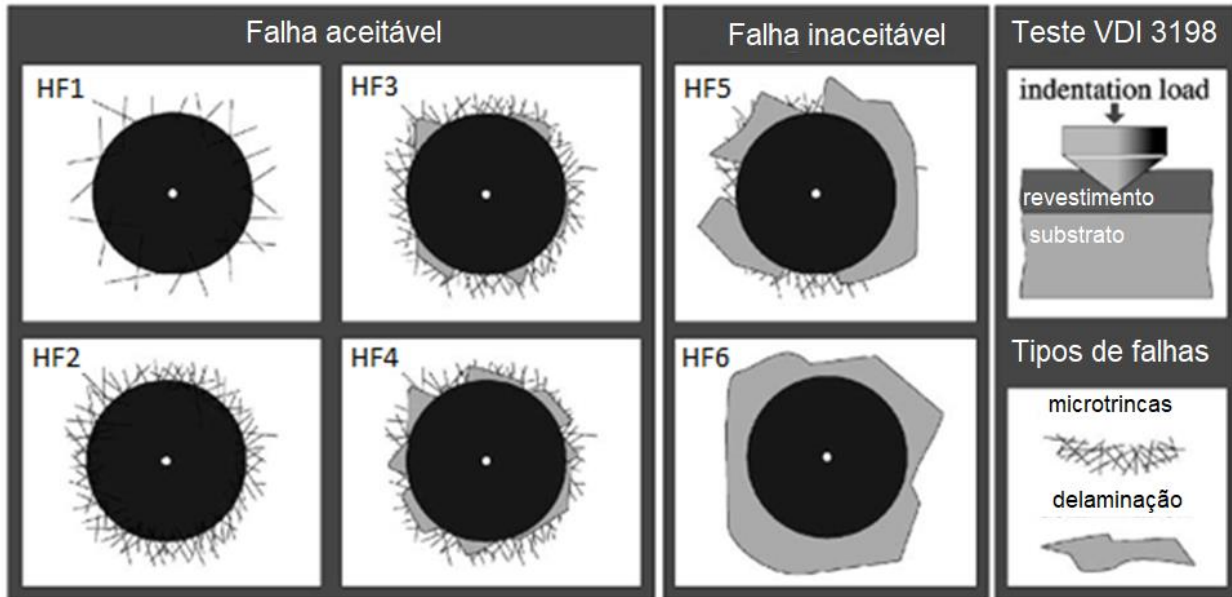 Falha aceitável
HF1
HF3
HF2
HF4
Falha inaceitável
HF5
HF6
Teste VDI 3198
indentation load
revestimento
substrato
Tipos de falhas
microtrincas
delaminação